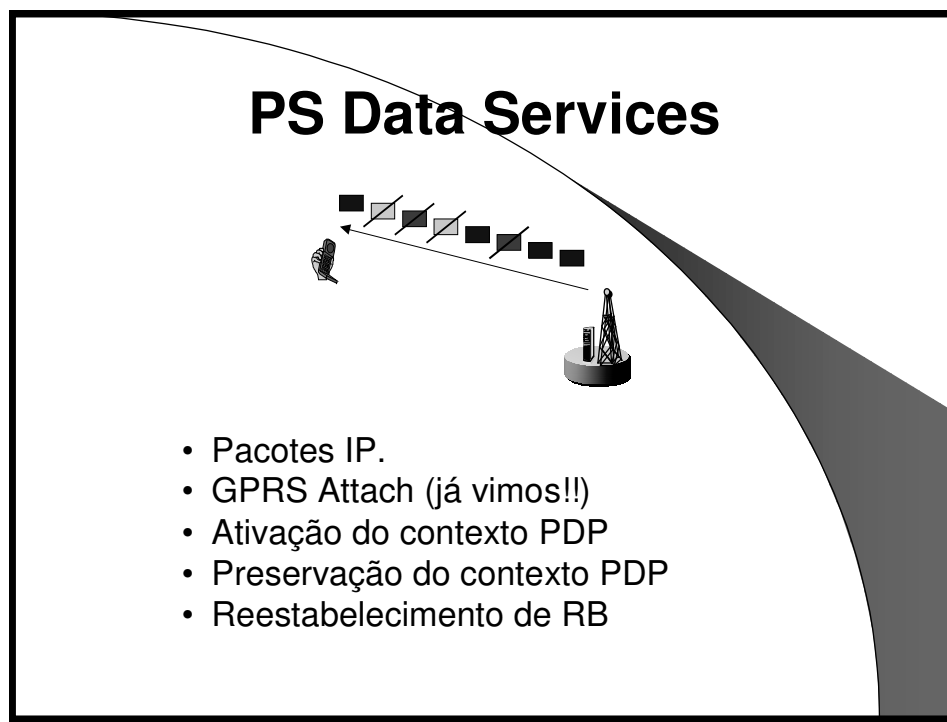 PS Data Services
• Pacotes IP.
• GPRS Attach (já vimos!!)
• Ativação do contexto PDP
• Preservação do contexto PDP
• Reestabelecimento de RB